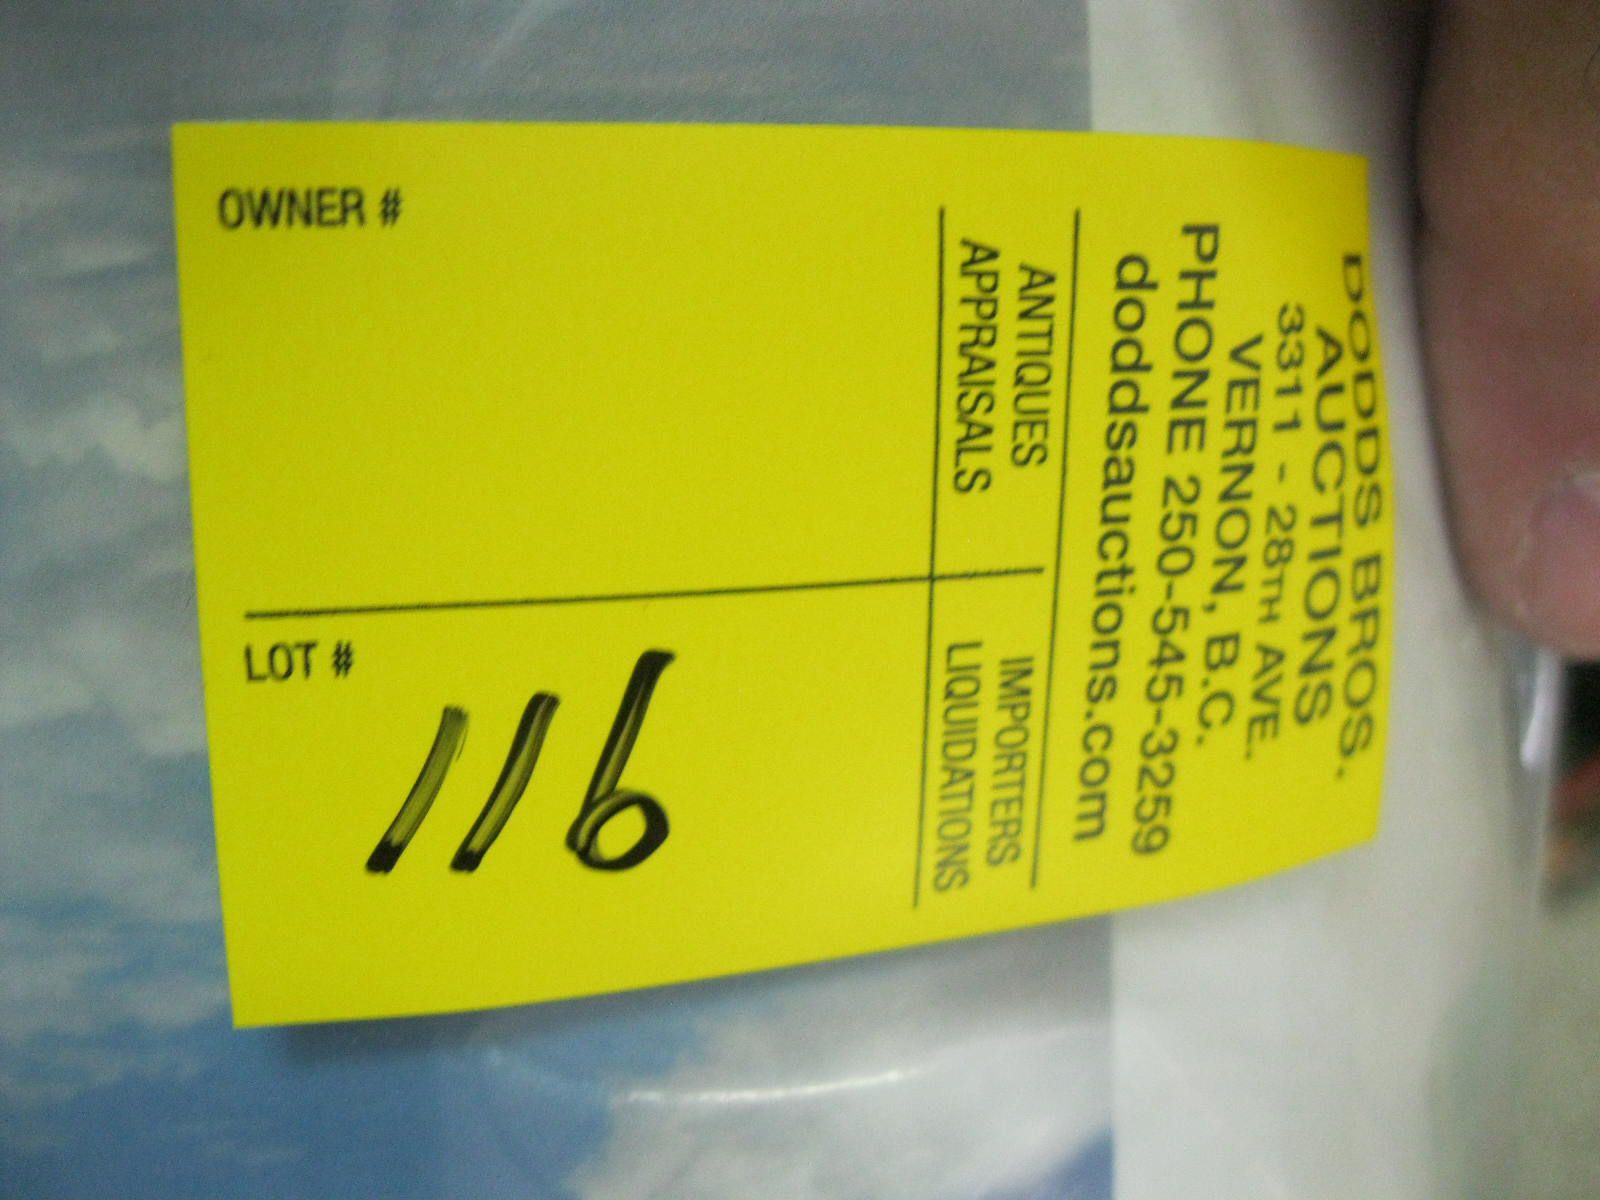 DODDS BROS.
AUCTIONS
3311 - 28TH AVE.
VERNON, B.C.
PHONE 250-545-3259
doddsauctions.com
ANTIQUES IMPORTERS
APPRAISALS LIQUIDATIONS
OWNER #
LOT #
116